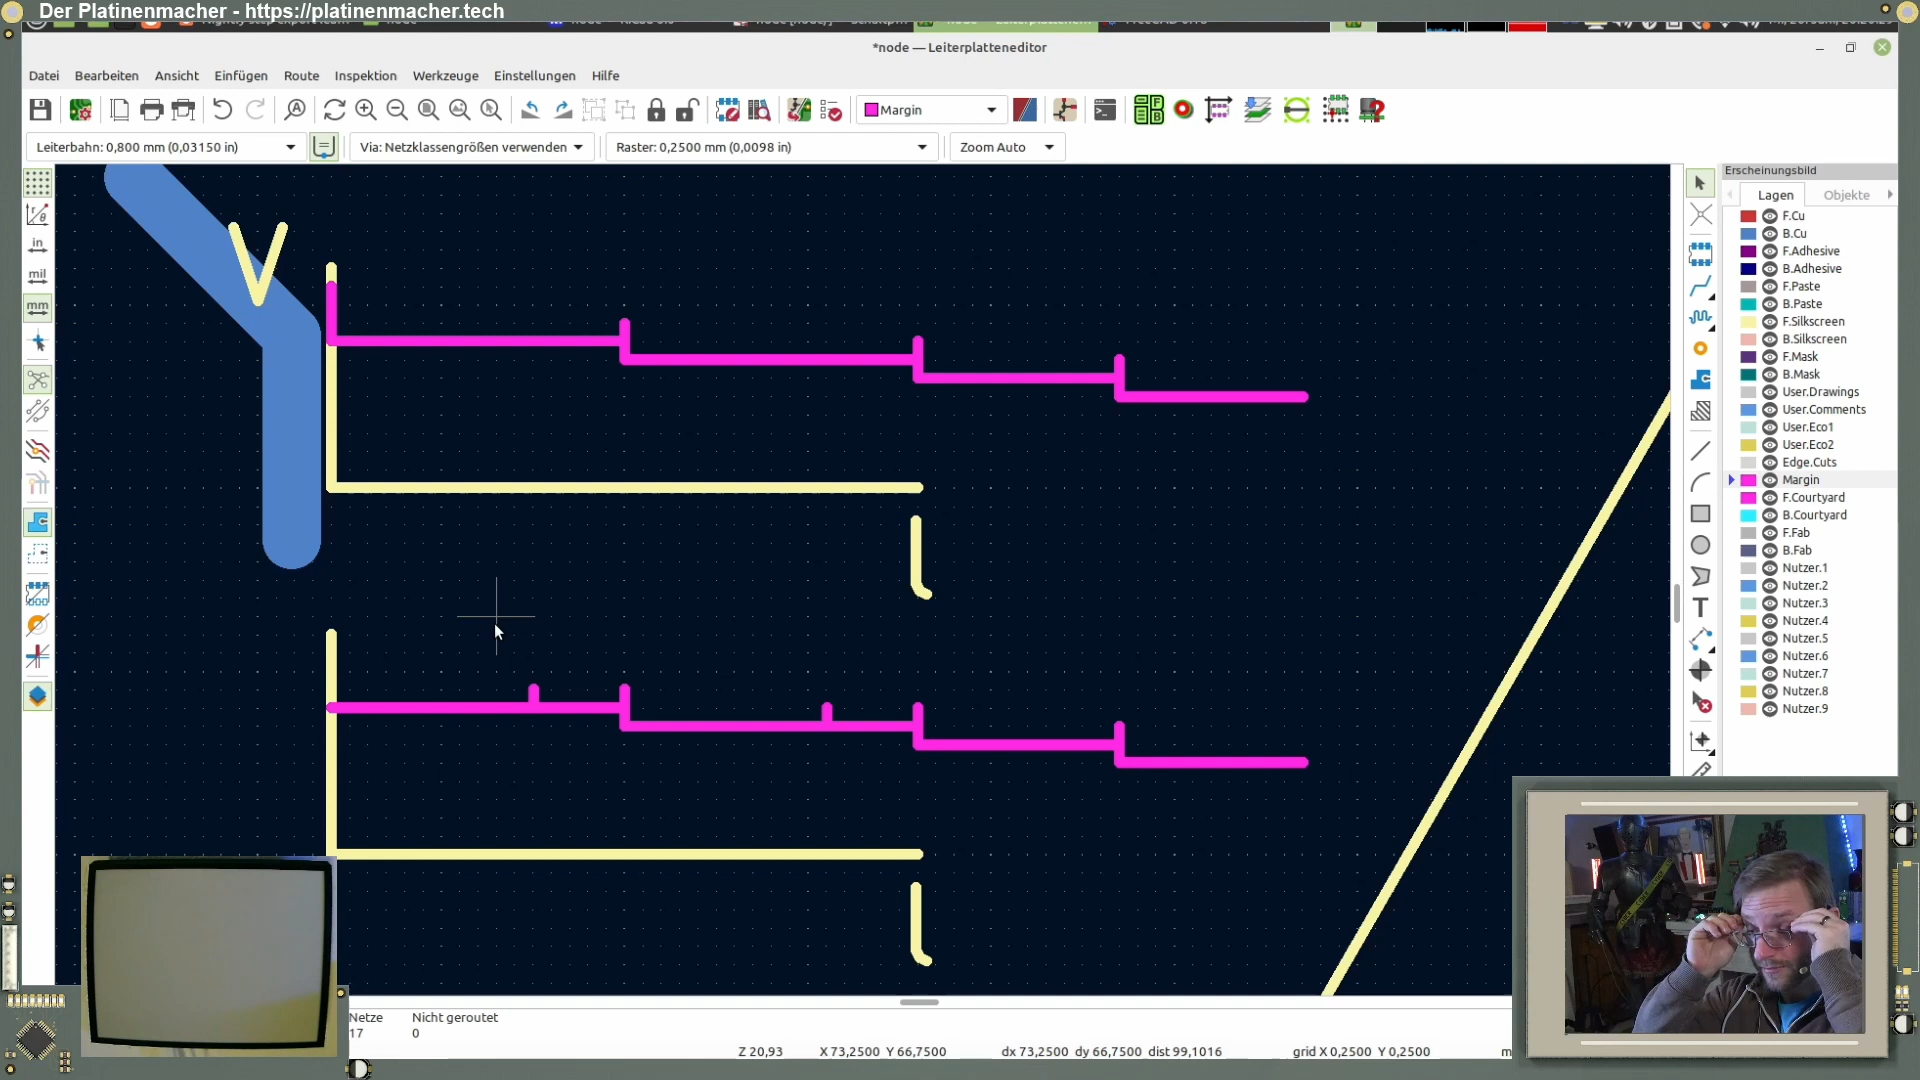 Der Platinenmacher - https://platinenmacher.tech
*node — Leiterplatteneditor
Datei Bearbeiten Ansicht Einfügen Route Inspektion Werkzeuge Einstellungen Hilfe
Margin
Leiterbahn: 0,800 mm (0,03150 in) Via: Netzklassengrößen verwenden Raster: 0,2500 mm (0,0098 in) Zoom Auto
in
mil
mm
V
Erscheinungsbild
Lagen Objekte
F.Cu
B.Cu
F.Adhesive
B.Adhesive
F.Paste
B.Paste
F.Silkscreen
B.Silkscreen
F.Mask
B.Mask
User.Drawings
User.Comments
User.Eco1
User.Eco2
Edge.Cuts
Margin
F.Courtyard
B.Courtyard
F.Fab
B.Fab
Nutzer.1
Nutzer.2
Nutzer.3
Nutzer.4
Nutzer.5
Nutzer.6
Nutzer.7
Nutzer.8
Nutzer.9
Netze Nicht geroutet
17 0
Z 20,93 X 73,2500 Y 66,7500 dx 73,2500 dy 66,7500 dist 99,1016 grid X 0,2500 Y 0,2500